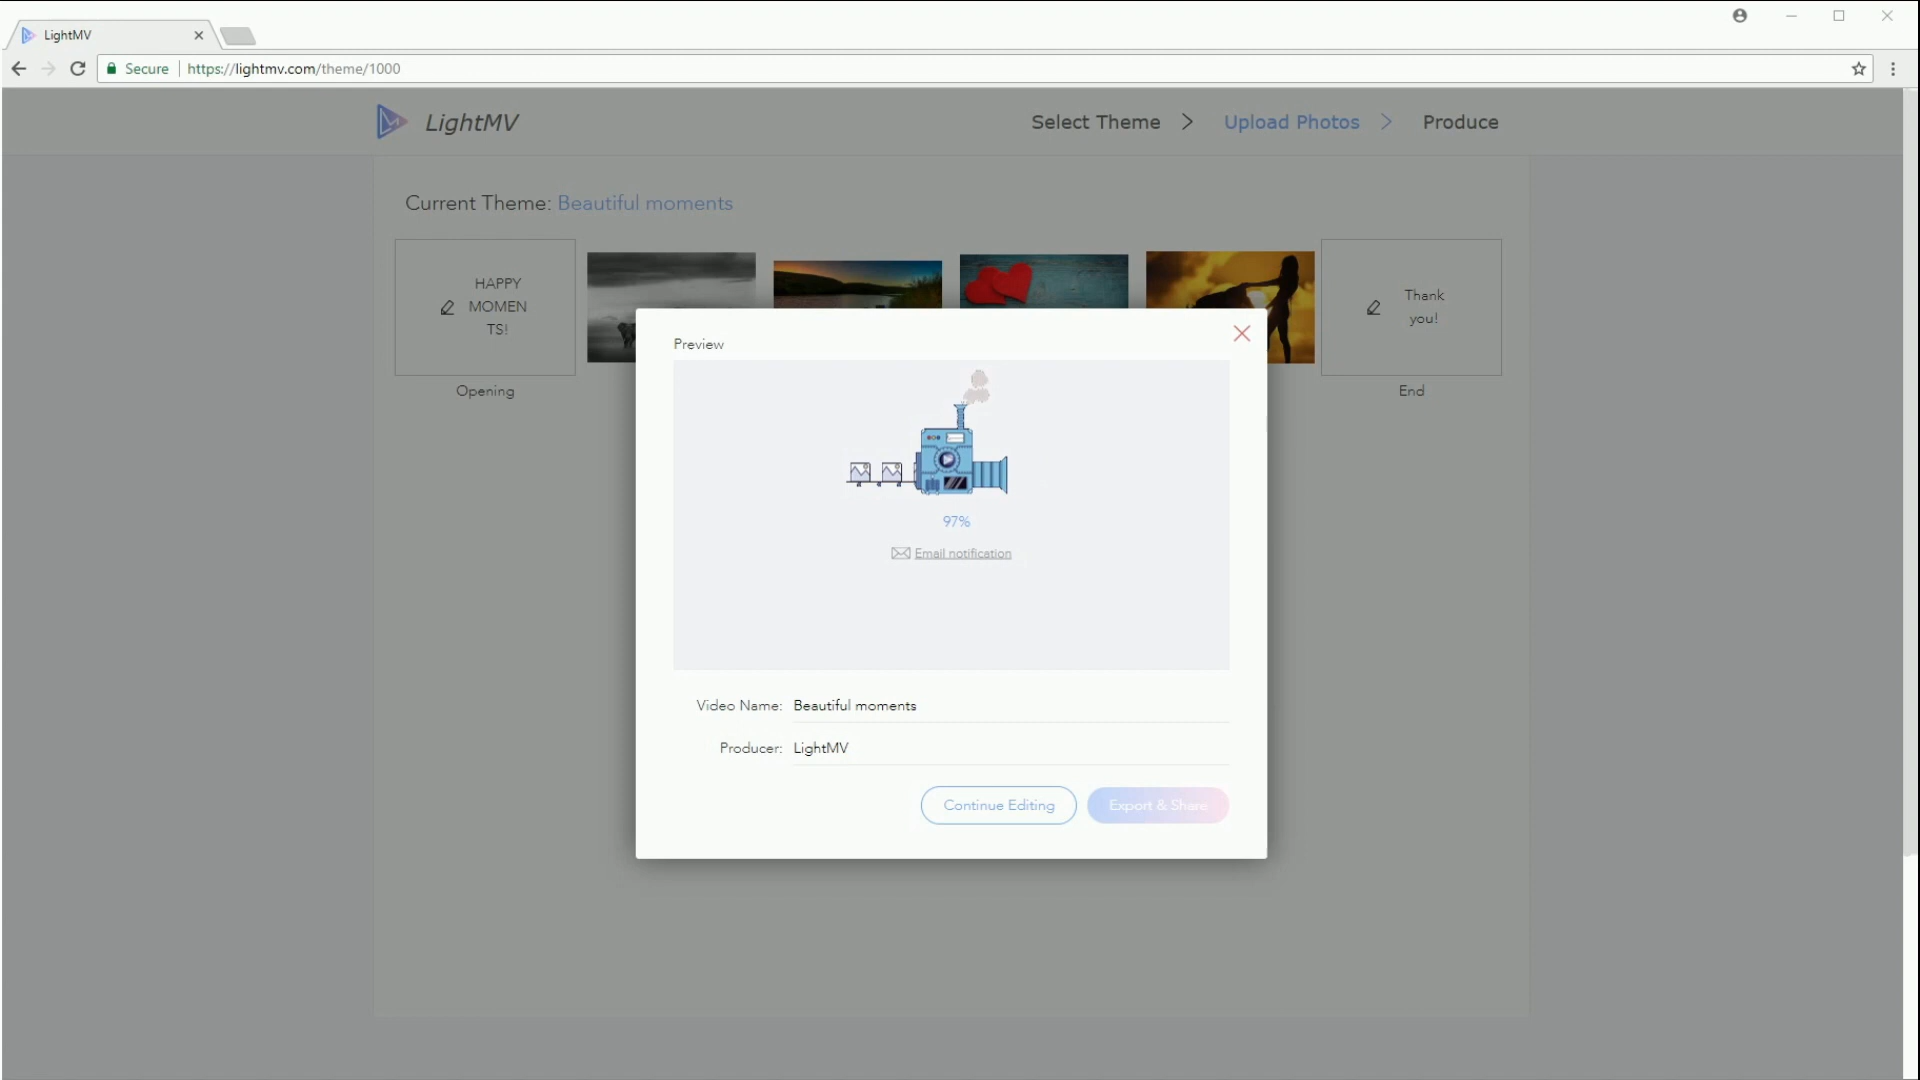 LightMV
Secure
https://lightmv.com/theme/1000
LightMV
Select Theme
Upload Photos
Produce
Current Theme: Beautiful moments
HAPPY
MOMEN
TS!
Thank
you!
Opening
End
Preview
97%
Email notification
Video Name: Beautiful moments
Producer: LightMV
Continue Editing
Export & Share